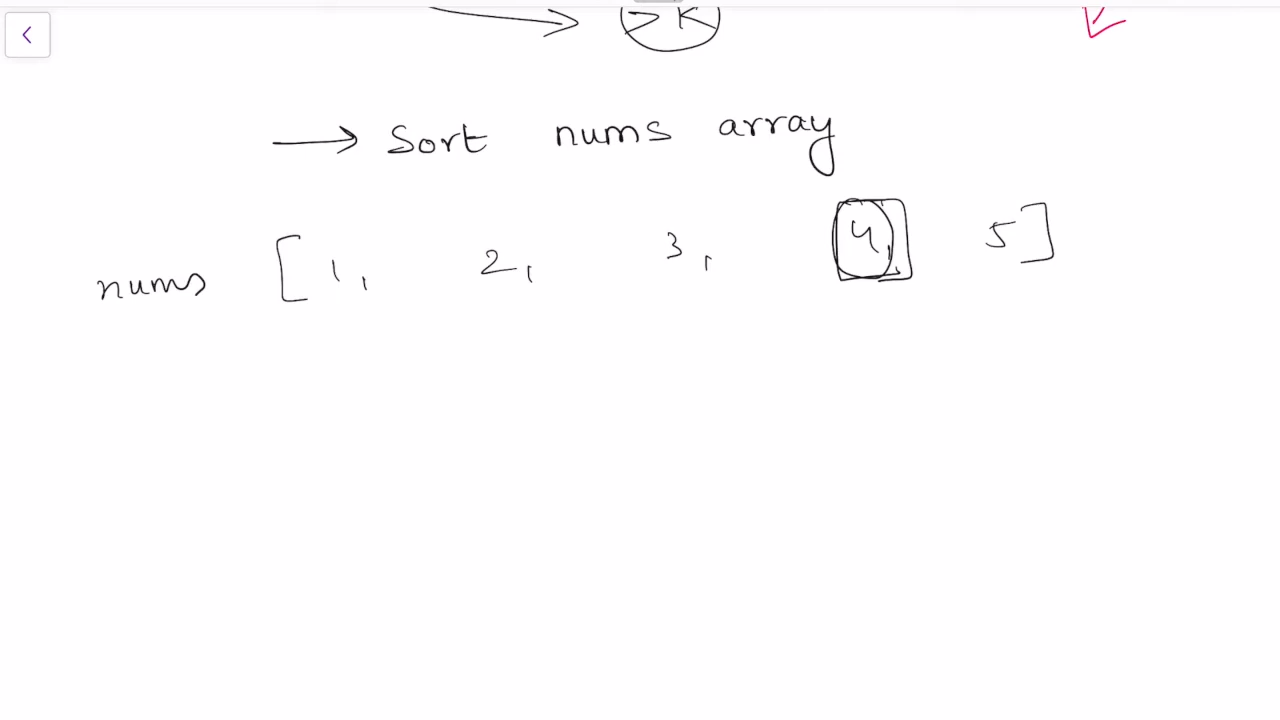 > K
→ Sort nums array
nums [1, 2, 3, 4, 5]